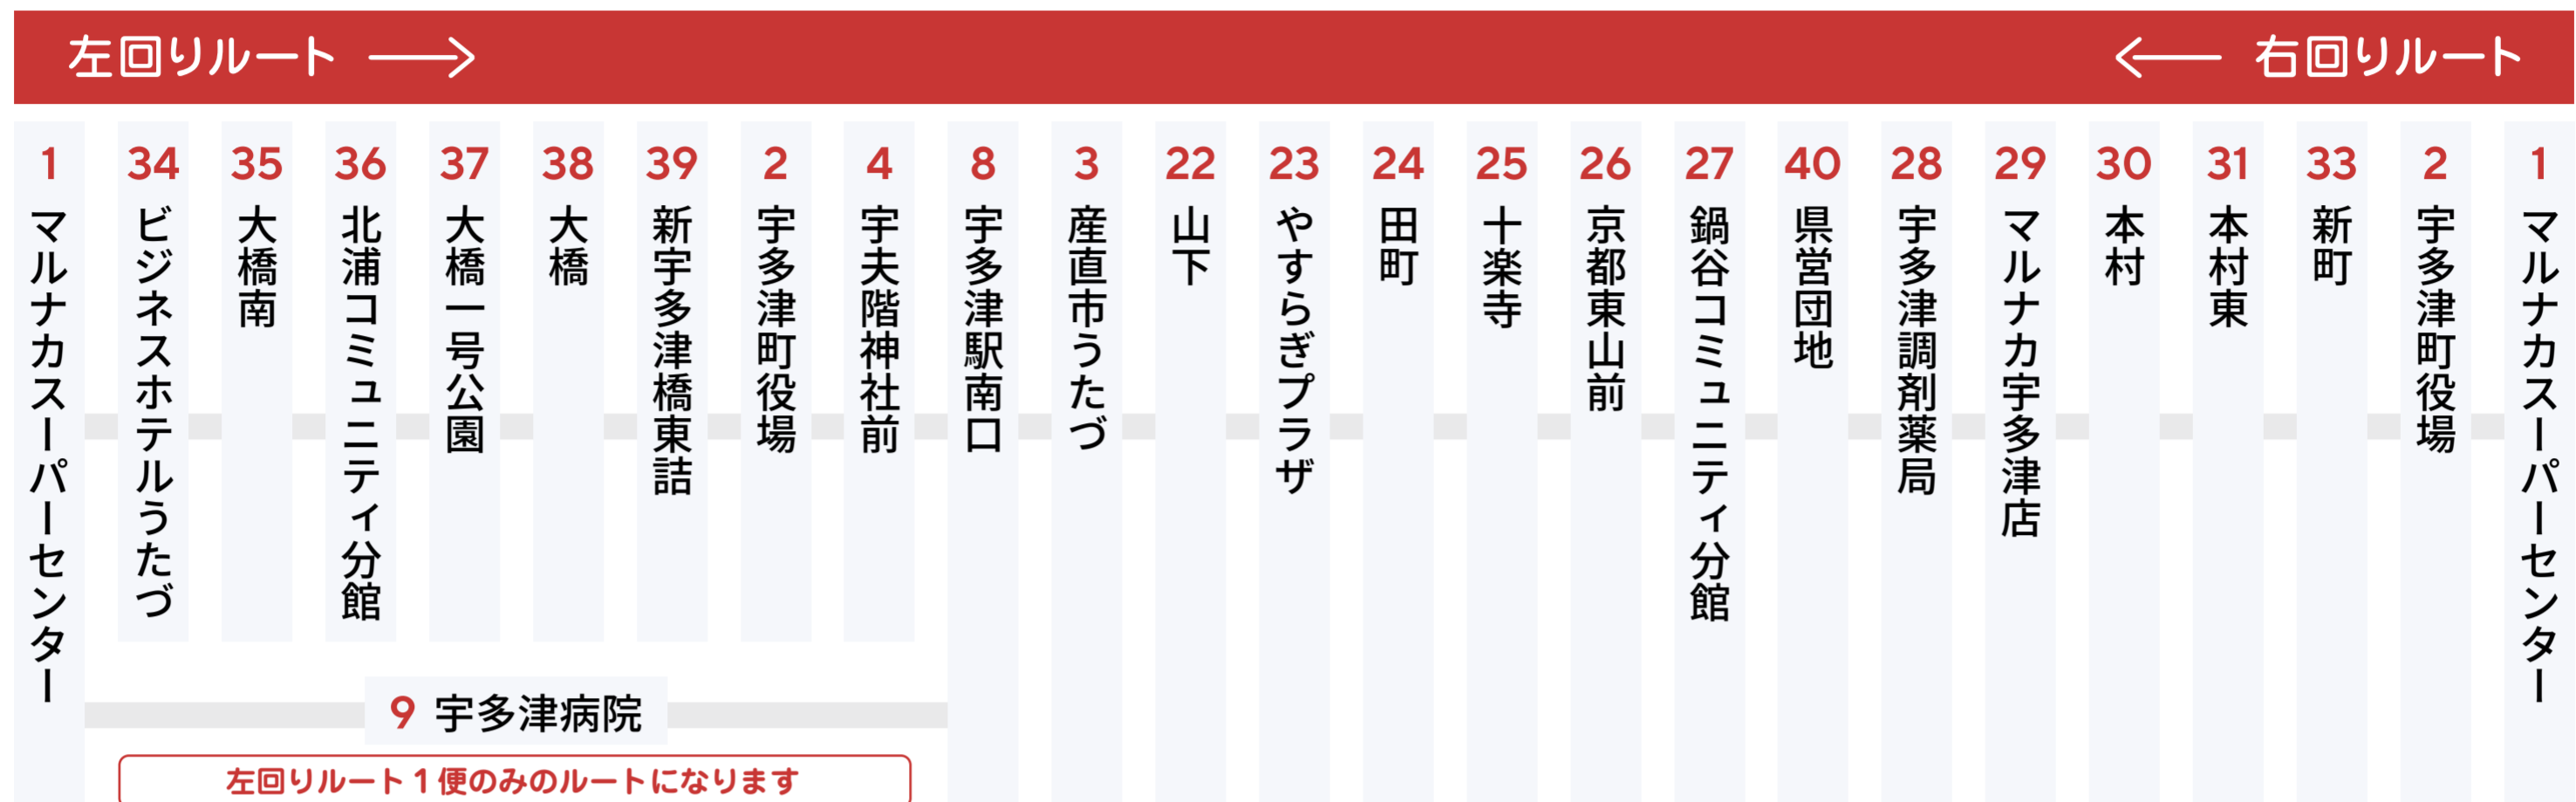 左回りルート →
← 右回りルート
1 マルナカスーパーセンター
34 ビジネスホテルうたづ
35 大橋南
36 北浦コミュニティ分館
37 大橋一号公園
38 大橋
39 新宇多津橋東詰
2 宇多津町役場
4 宇夫階神社前
8 宇多津駅南口
3 産直市うたづ
22 山下
23 やすらぎプラザ
24 田町
25 十楽寺
26 京都東山前
27 鍋谷コミュニティ分館
40 県営団地
28 宇多津調剤薬局
29 マルナカ宇多津店
30 本村
31 本村東
33 新町
2 宇多津町役場
1 マルナカスーパーセンター
9 宇多津病院
左回りルート1便のみのルートになります